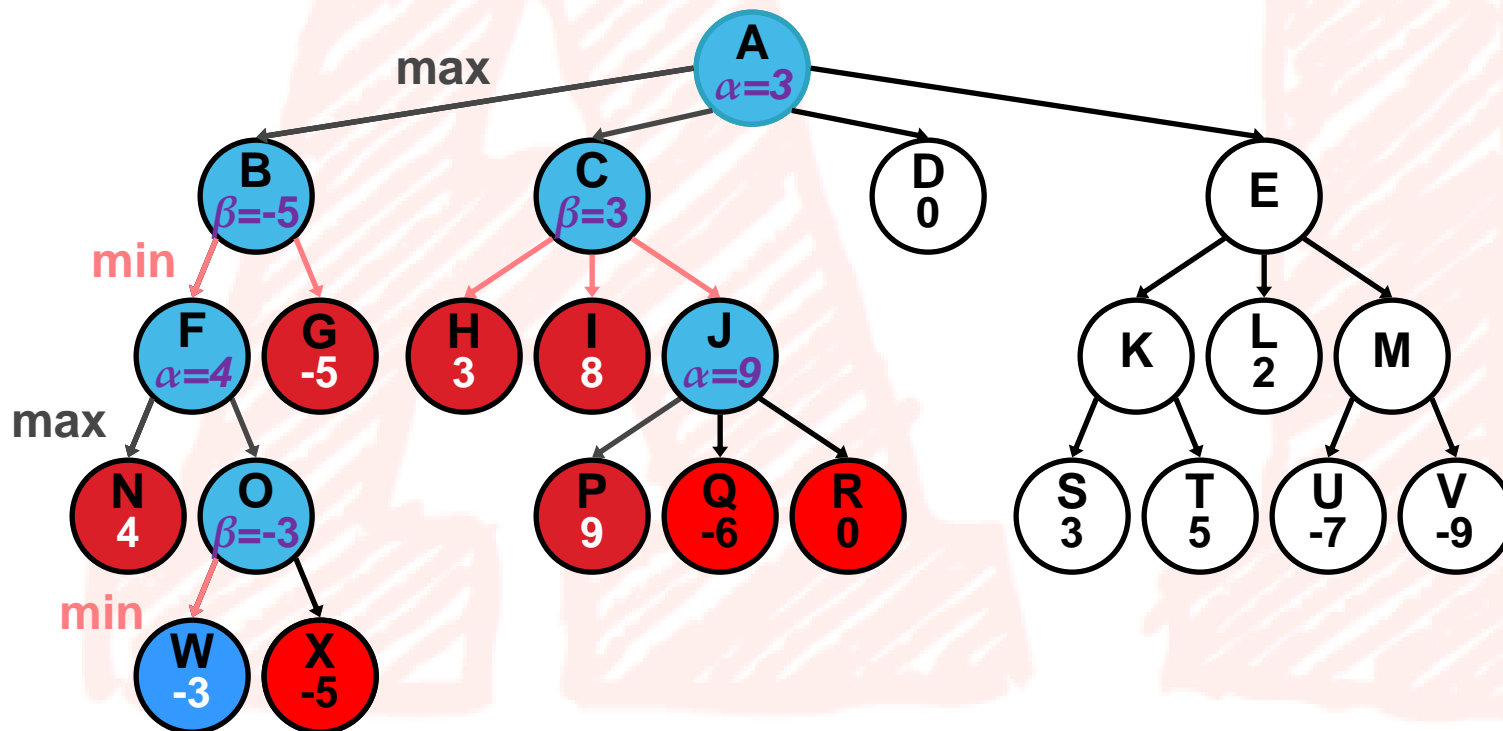 A
α=3
max
B
β=-5
C
β=3
D
0
E
min
F
α=4
G
-5
H
3
I
8
J
α=9
K
L
2
M
max
N
4
O
β=-3
P
9
Q
-6
R
0
S
3
T
5
U
-7
V
-9
min
W
-3
X
-5